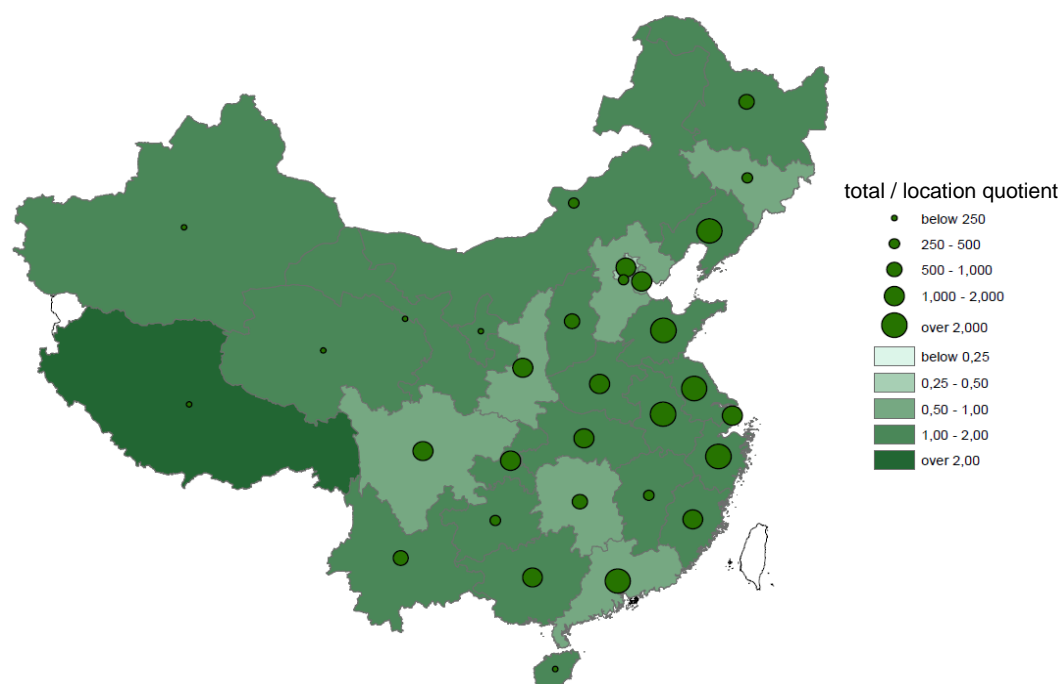 total / location quotient
below 250
250 - 500
500 - 1,000
1,000 - 2,000
over 2,000
below 0,25
0,25 - 0,50
0,50 - 1,00
1,00 - 2,00
over 2,00